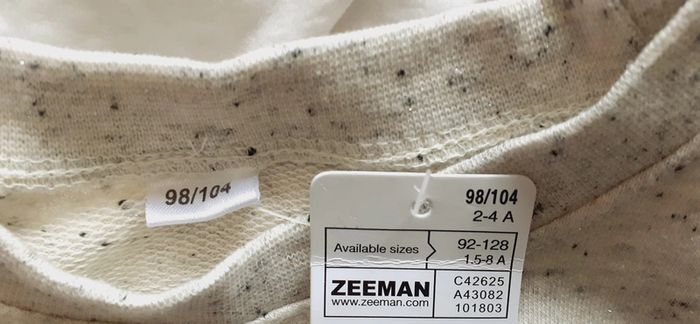 98/104
98/104
2-4 A
Available sizes
92-128
1.5-8 A
ZEEMAN
www.zeeman.com
C42625
A43082
101803